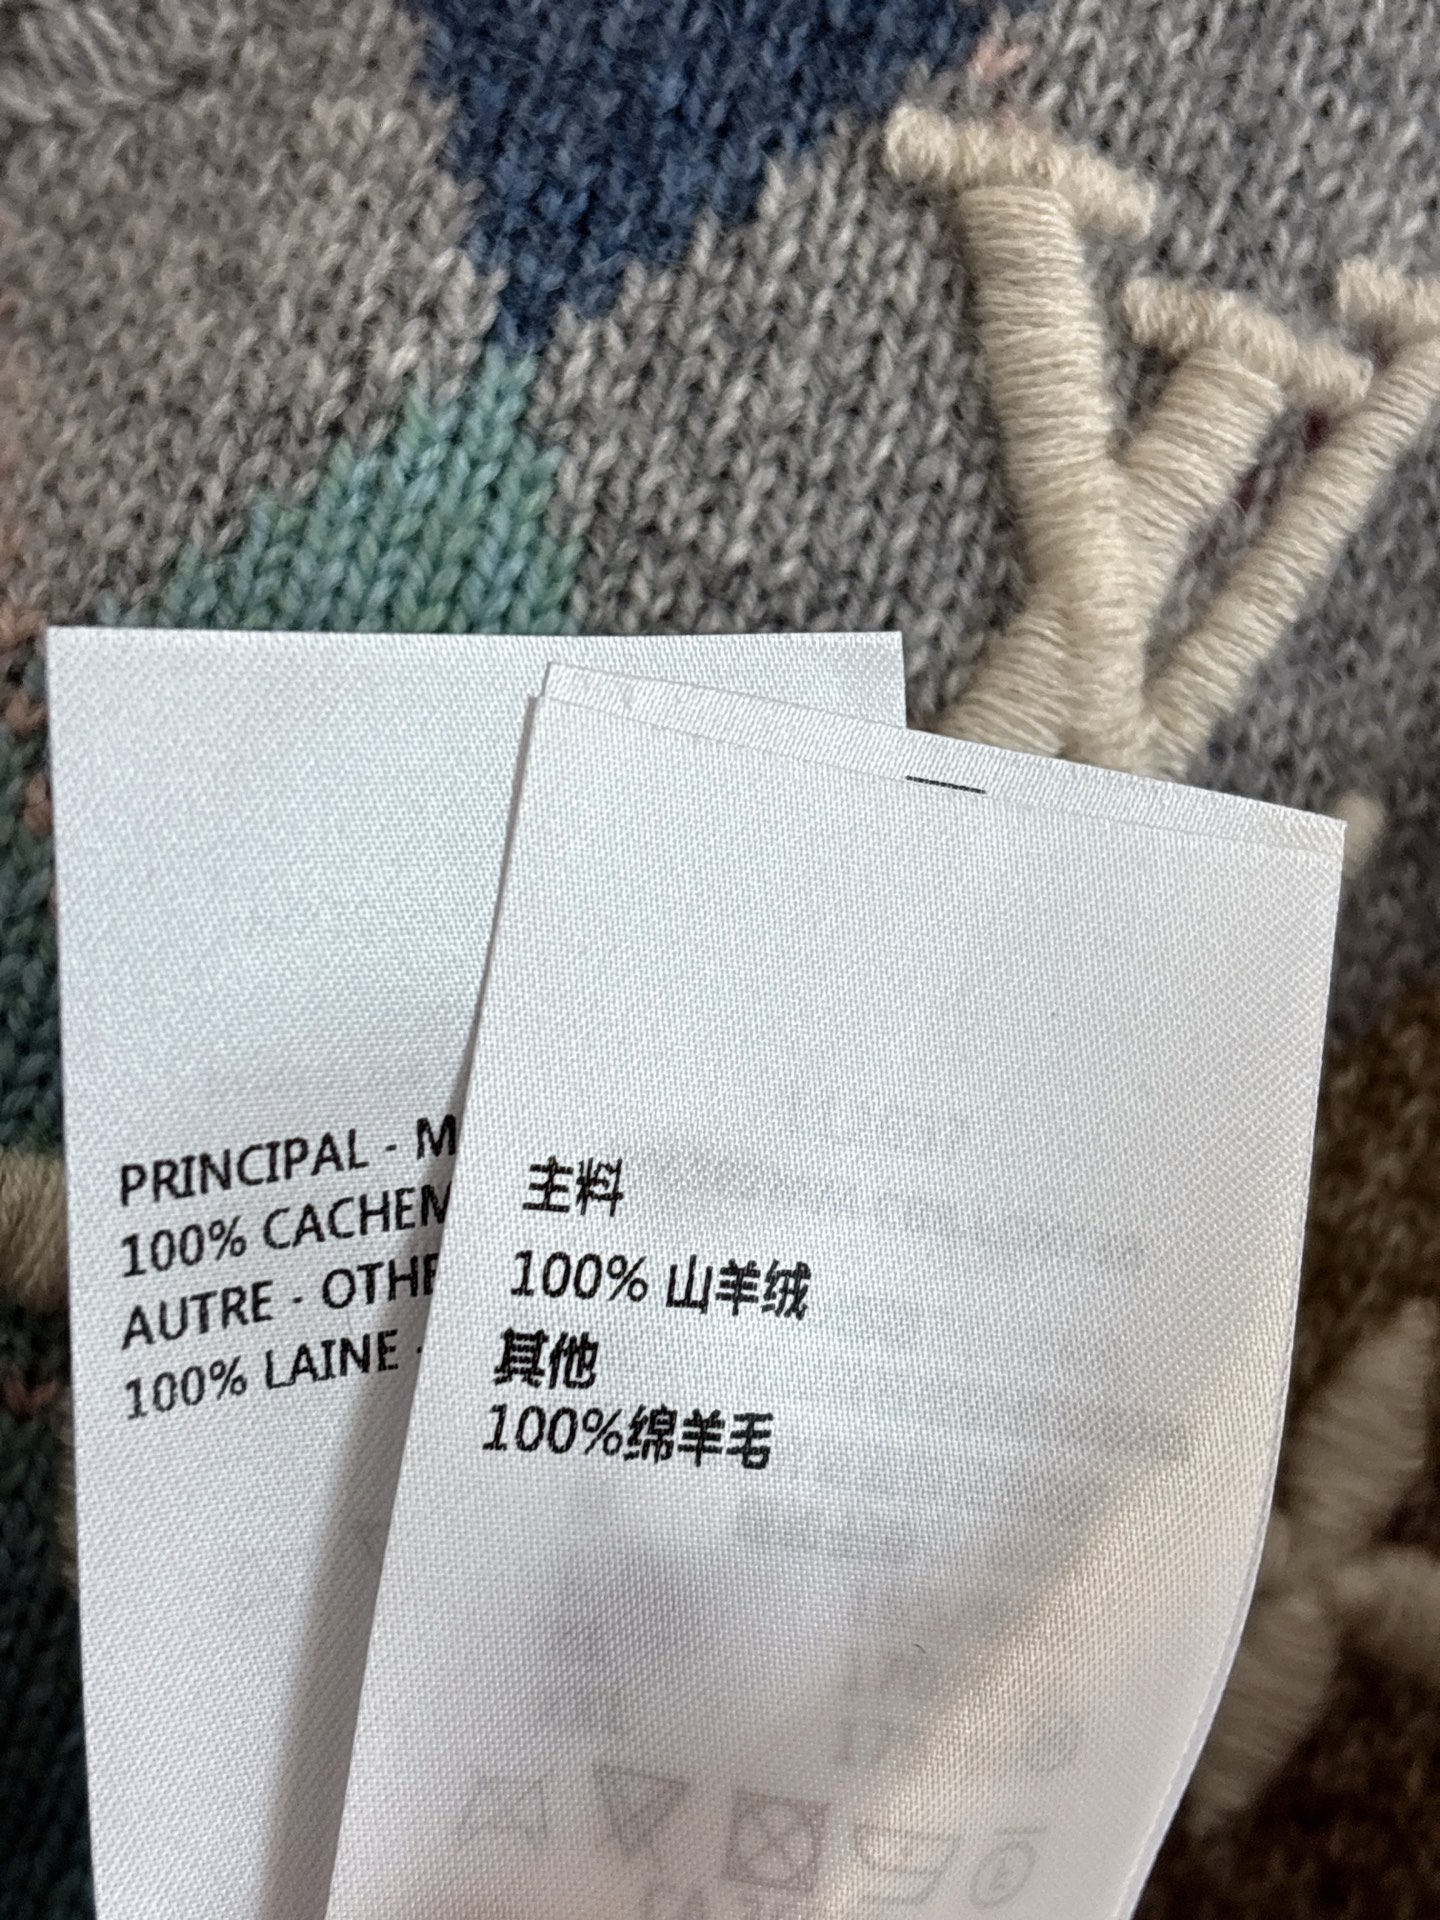 PRINCIPAL - M
100% CACHEM
AUTRE - OTHE
100% LAINE -
主料
100% 山羊绒
其他
100%绵羊毛